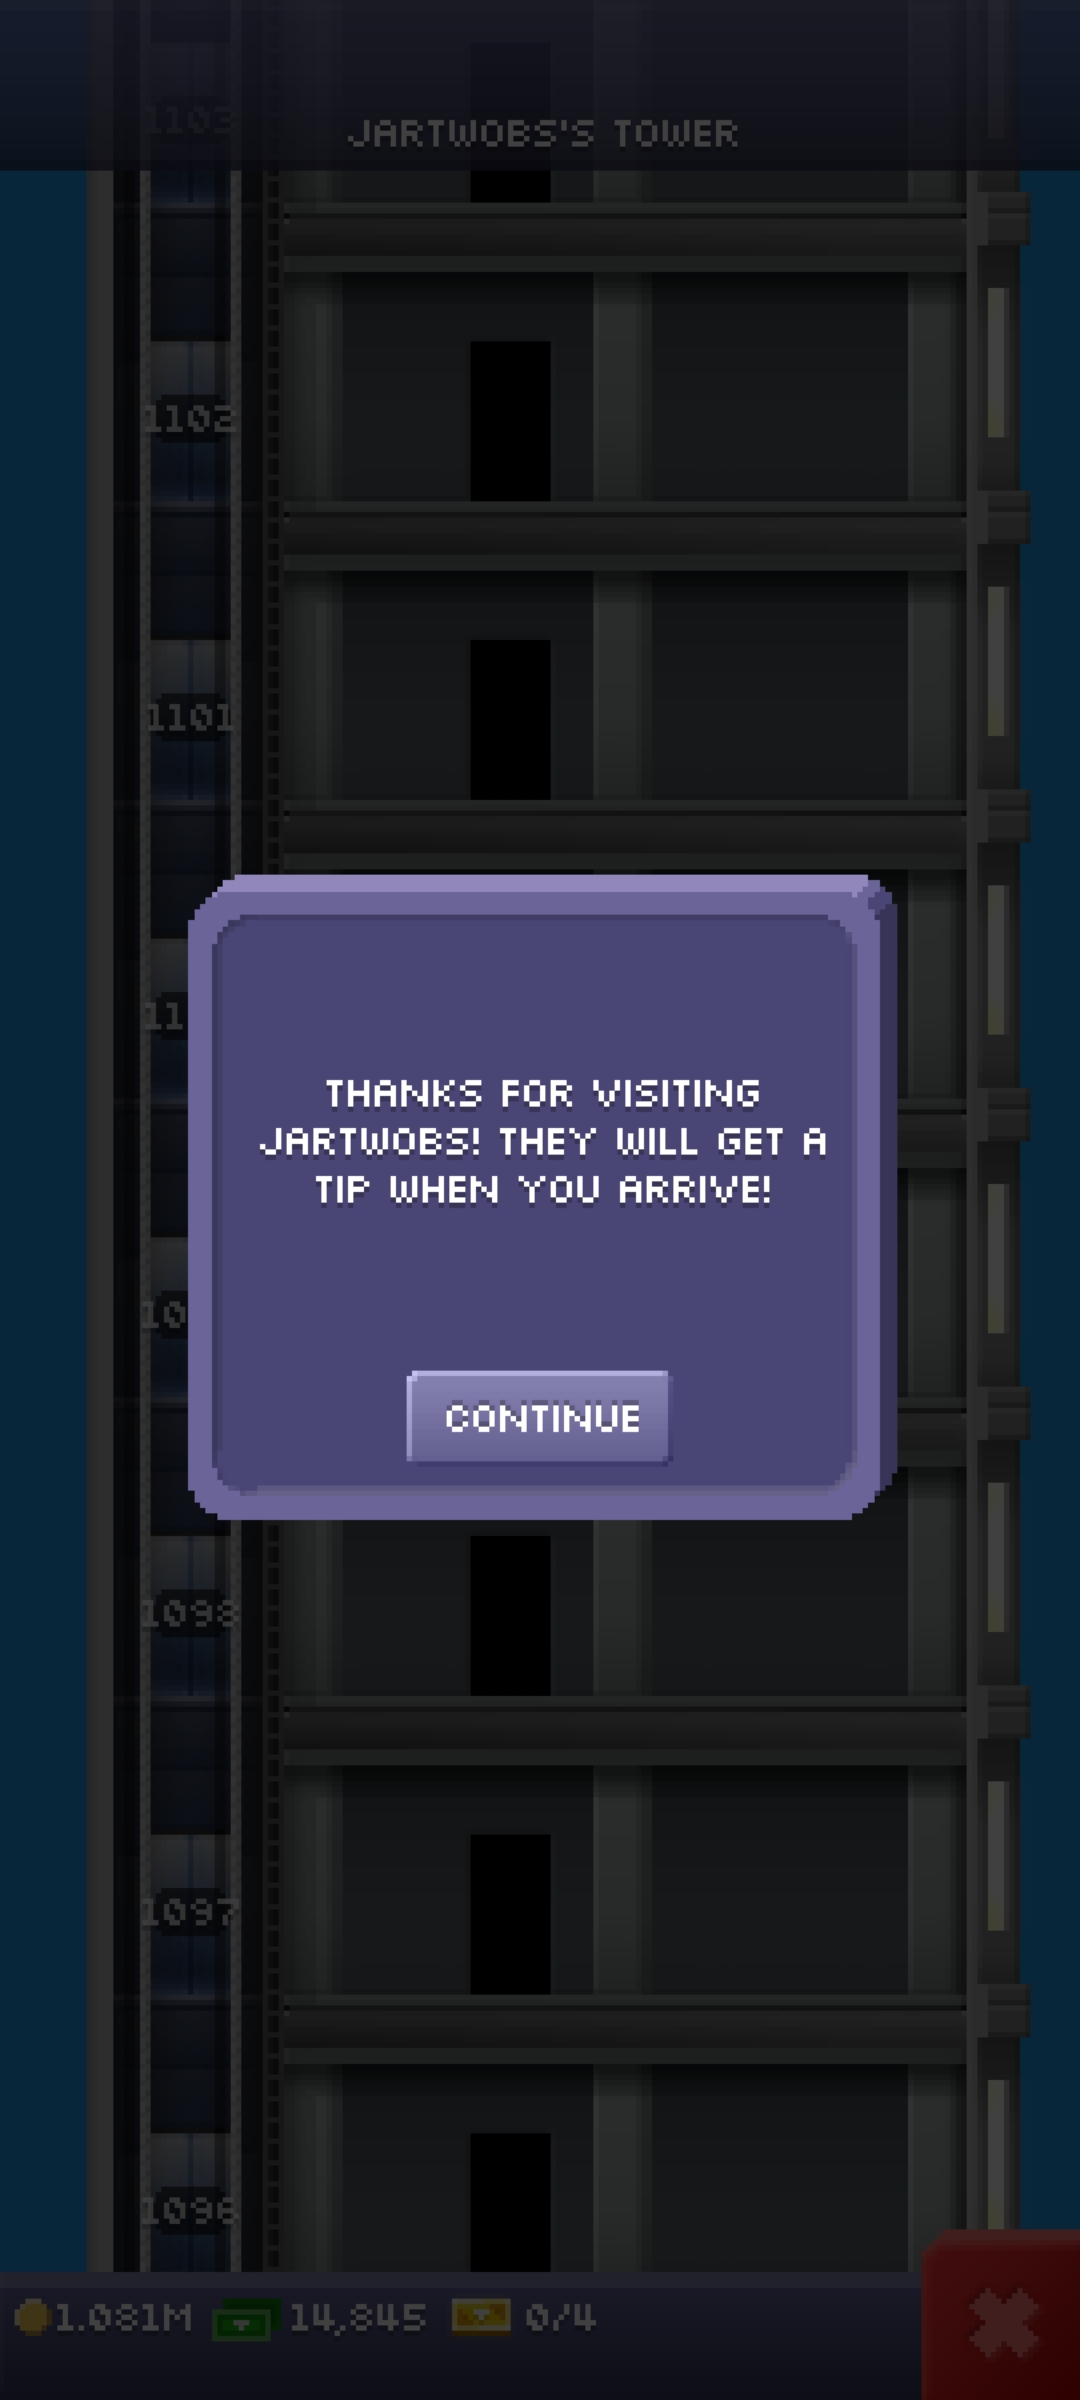 1103
JARTWOBS'S TOWER
1102
1101
11
THANKS FOR VISITING
JARTWOBS! THEY WILL GET A
TIP WHEN YOU ARRIVE!
10
CONTINUE
1098
1097
1096
1.081M 14,845 0/4